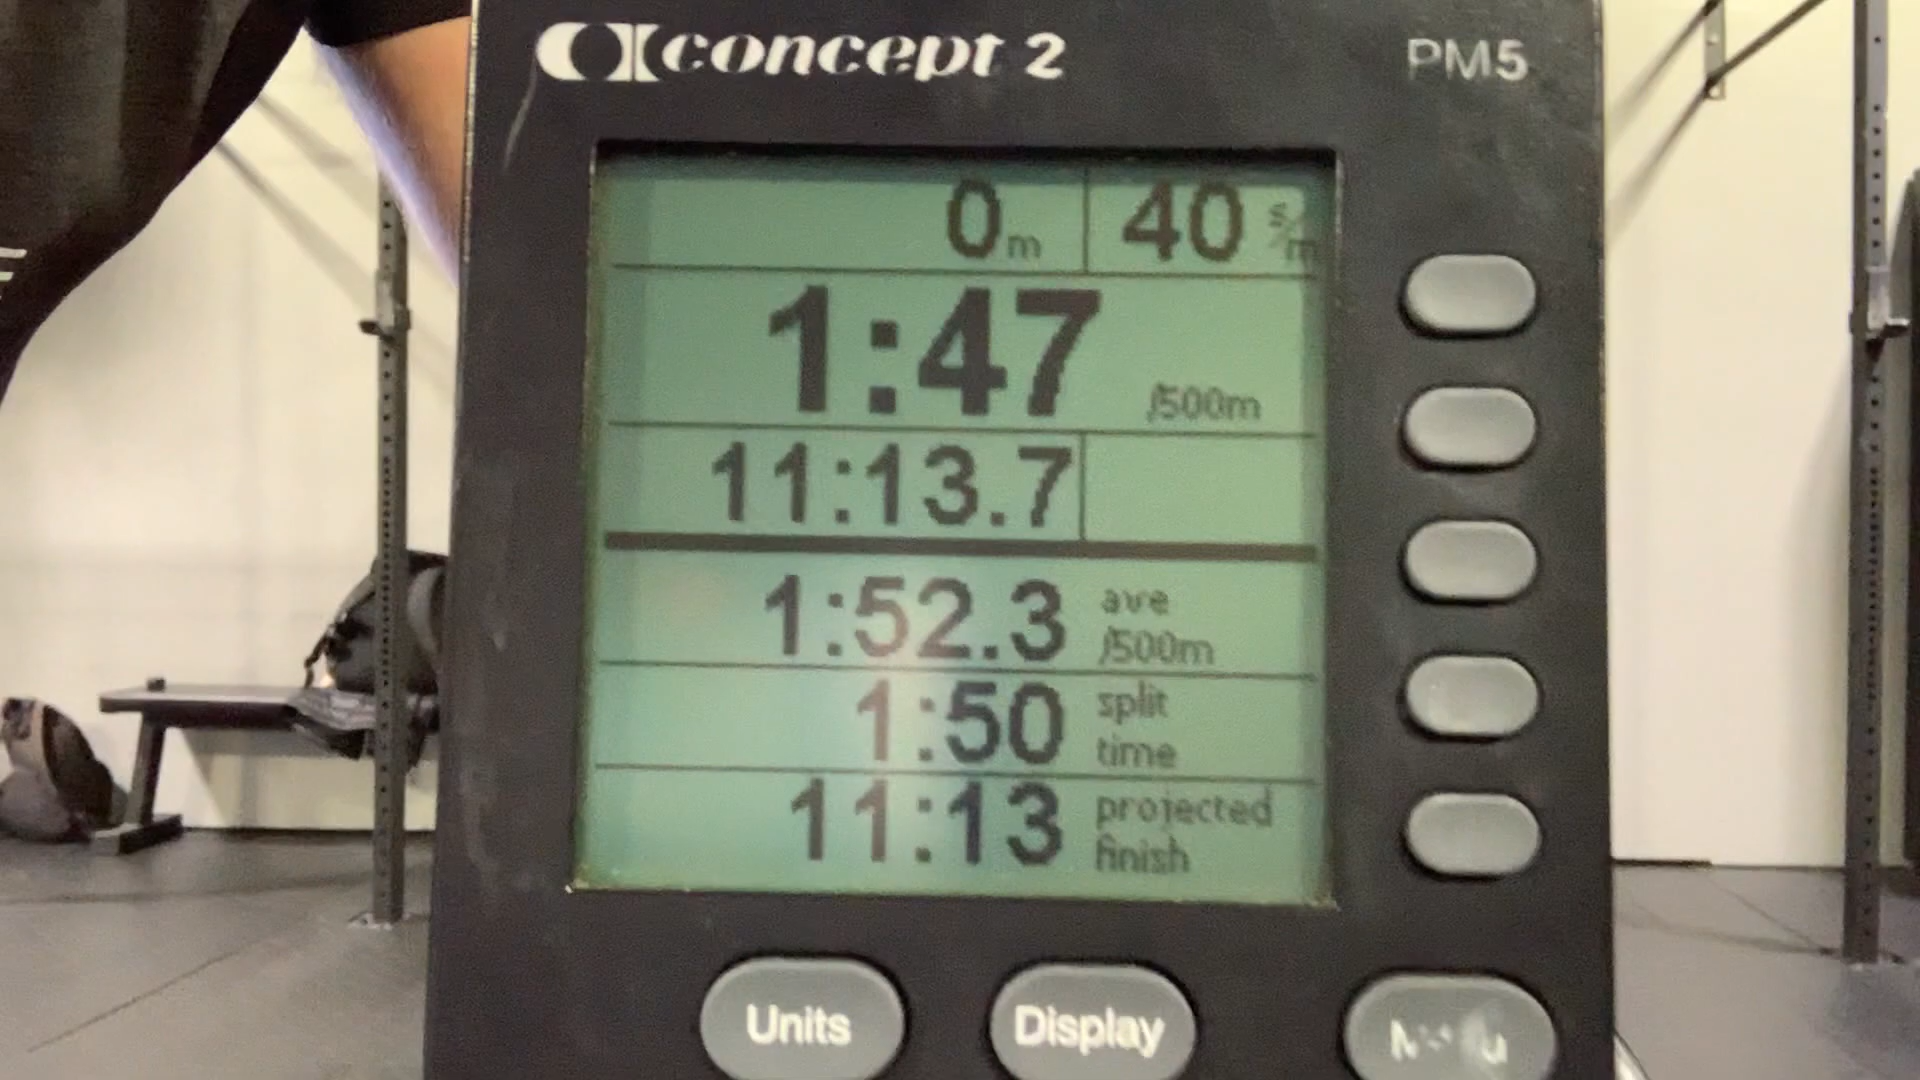 concept 2 PM5
0m 40 s/m
1:47 /500m
11:13.7
1:52.3 ave /500m
1:50 split time
11:13 projected finish
Units Display